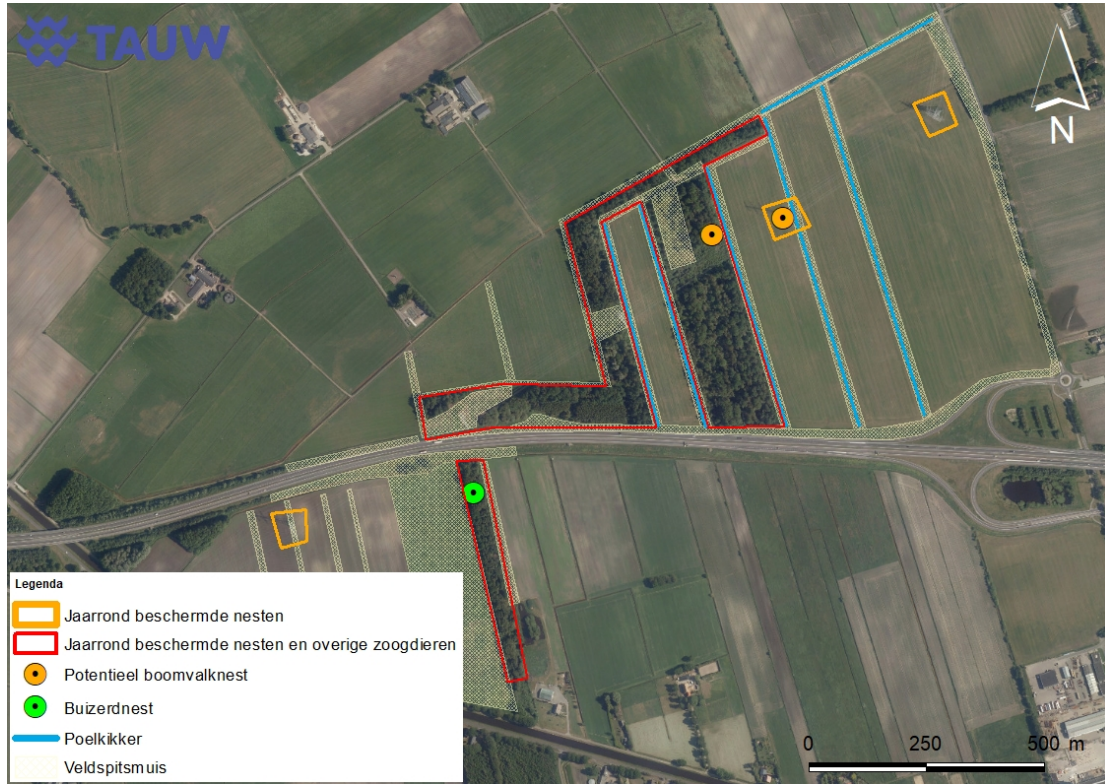 TAUW
N
Legenda
Jaarrond beschermde nesten
Jaarrond beschermde nesten en overige zoogdieren
Potentieel boomvalknest
Buizerdnest
Poelkikker
Veldspitsmuis
0 250 500 m